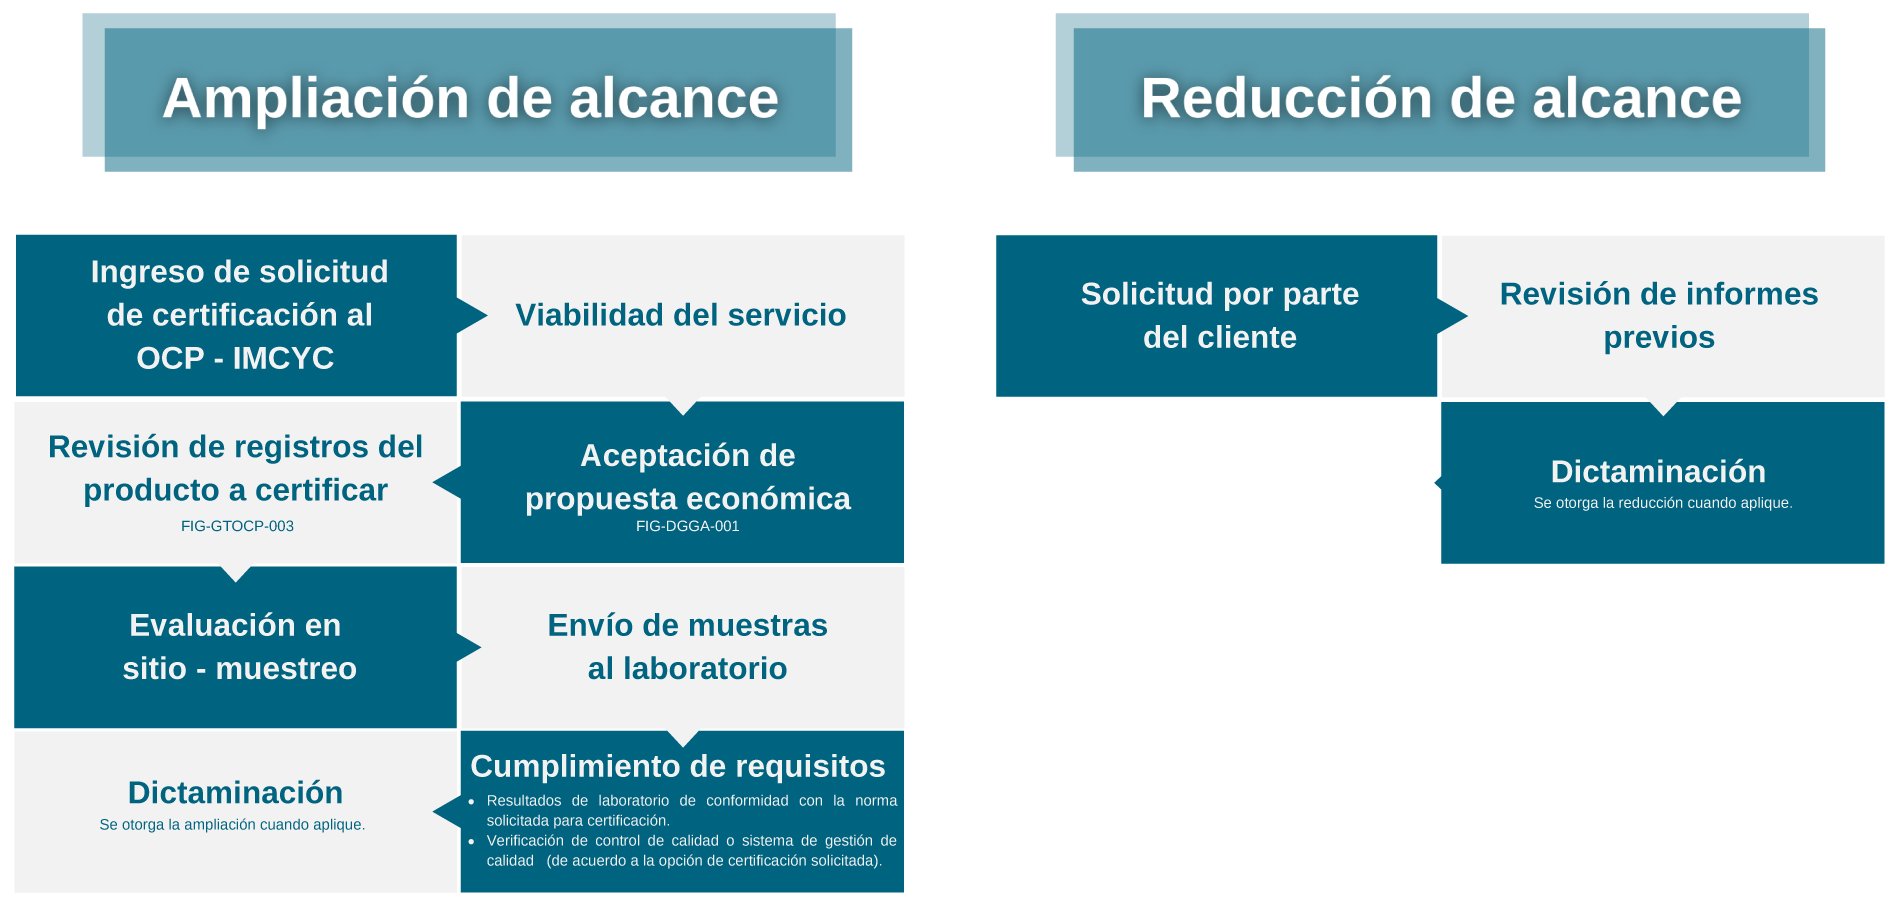 Ampliación de alcance
Ingreso de solicitud
de certificación al
OCP - IMCYC
Viabilidad del servicio
Aceptación de
propuesta económica
FIG-DGGA-001
Revisión de registros del
producto a certificar
FIG-GTOCP-003
Evaluación en
sitio - muestreo
Envío de muestras
al laboratorio
Cumplimiento de requisitos
• Resultados de laboratorio de conformidad con la norma
solicitada para certificación.
• Verificación de control de calidad o sistema de gestión de
calidad (de acuerdo a la opción de certificación solicitada).
Dictaminación
Se otorga la ampliación cuando aplique.
Reducción de alcance
Solicitud por parte
del cliente
Revisión de informes
previos
Dictaminación
Se otorga la reducción cuando aplique.